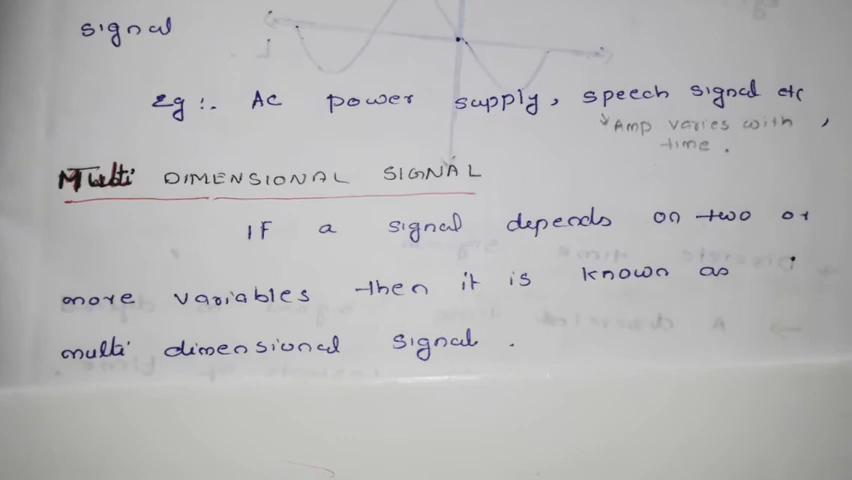 signal
Eg :. AC power supply, speech signal etc
Amp varies with ,
time .
Multi DIMENSIONAL SIGNAL
IF a signal depends on two or
more variables then it is known as
multi dimensional signal .